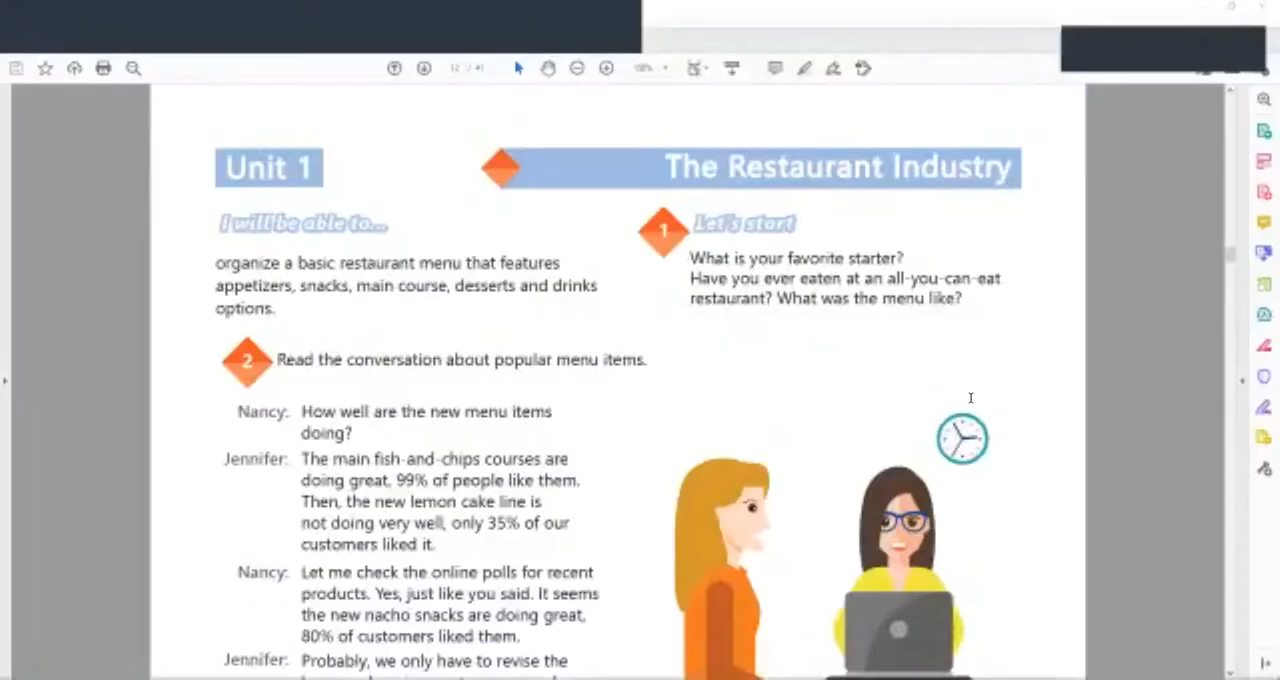 Unit 1
The Restaurant Industry
I will be able to...
organize a basic restaurant menu that features
appetizers, snacks, main course, desserts and drinks
options.
1
Let's start
What is your favorite starter?
Have you ever eaten at an all-you-can-eat
restaurant? What was the menu like?
2
Read the conversation about popular menu items.
Nancy: How well are the new menu items
doing?
Jennifer: The main fish-and-chips courses are
doing great, 99% of people like them.
Then, the new lemon cake line is
not doing very well, only 35% of our
customers liked it.
Nancy: Let me check the online polls for recent
products. Yes, just like you said. It seems
the new nacho snacks are doing great,
80% of customers liked them.
Jennifer: Probably, we only have to revise the